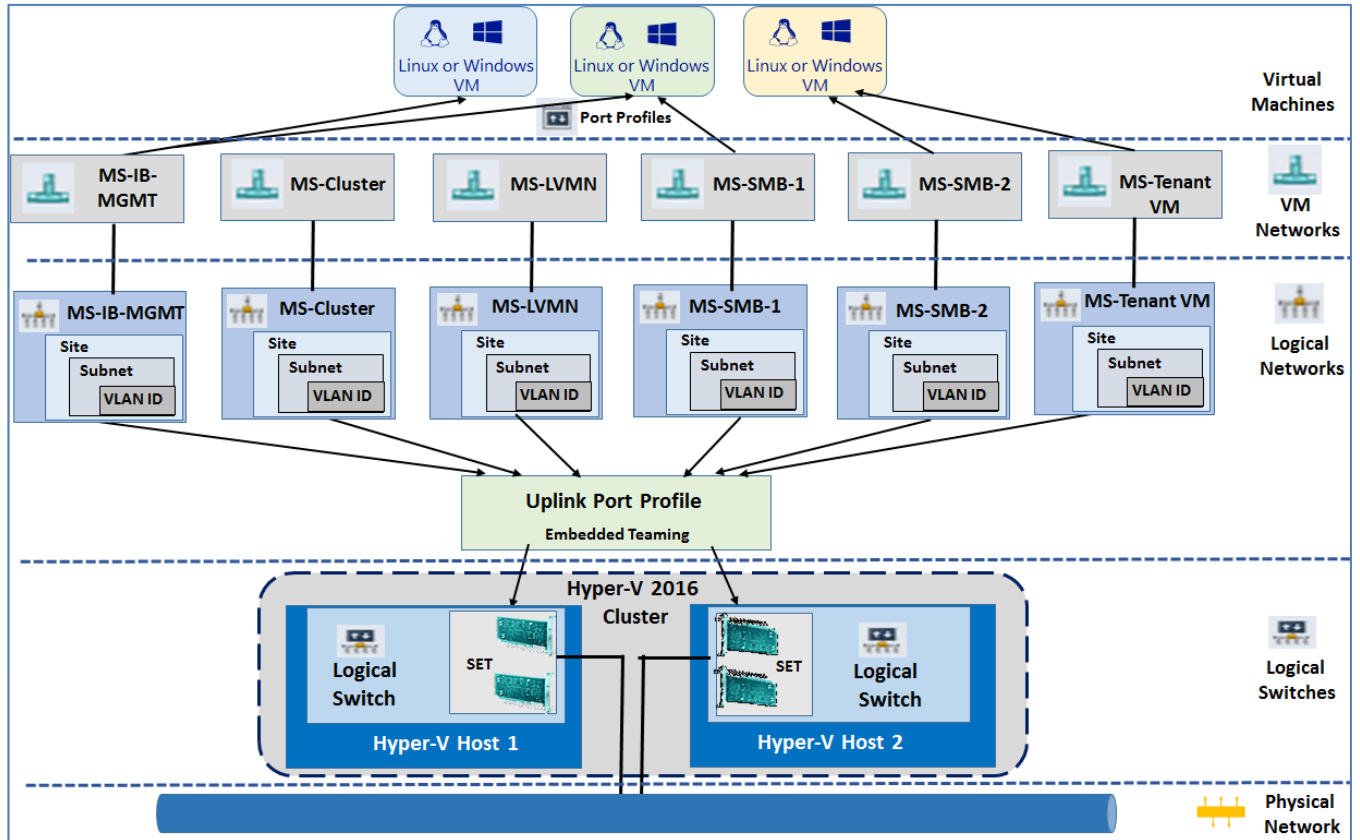 Linux or Windows
VM
Linux or Windows
VM
Linux or Windows
VM
Virtual
Machines
Port Profiles
MS-IB-
MGMT
MS-Cluster
MS-LVMN
MS-SMB-1
MS-SMB-2
MS-Tenant
VM
VM
Networks
MS-IB-MGMT
Site
Subnet
VLAN ID
MS-Cluster
Site
Subnet
VLAN ID
MS-LVMN
Site
Subnet
VLAN ID
MS-SMB-1
Site
Subnet
VLAN ID
MS-SMB-2
Site
Subnet
VLAN ID
MS-Tenant VM
Site
Subnet
VLAN ID
Logical
Networks
Uplink Port Profile
Embedded Teaming
Hyper-V 2016
Cluster
Logical
Switch
SET
Hyper-V Host 1
SET
Logical
Switch
Hyper-V Host 2
Logical
Switches
Physical
Network